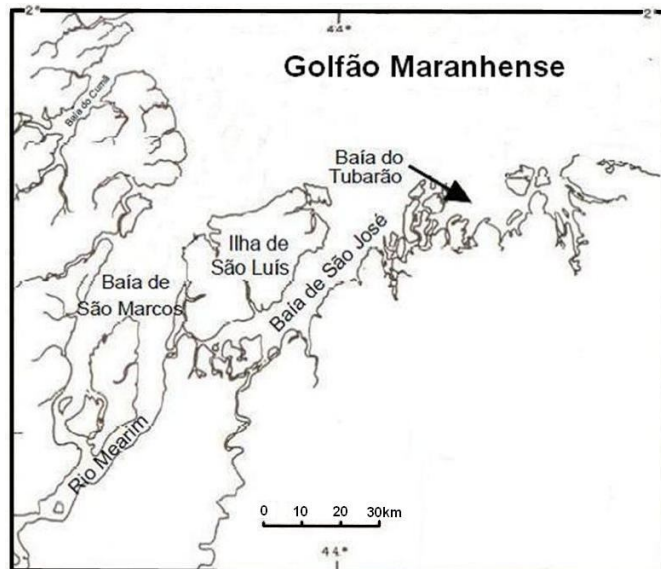 2°
44°
2°
Golfão Maranhense
Baía do Cumã
Baía do
Tubarão
Ilha de
São Luís
Baía de São José
Baía de
São Marcos
Rio Mearim
0 10 20 30km
44°